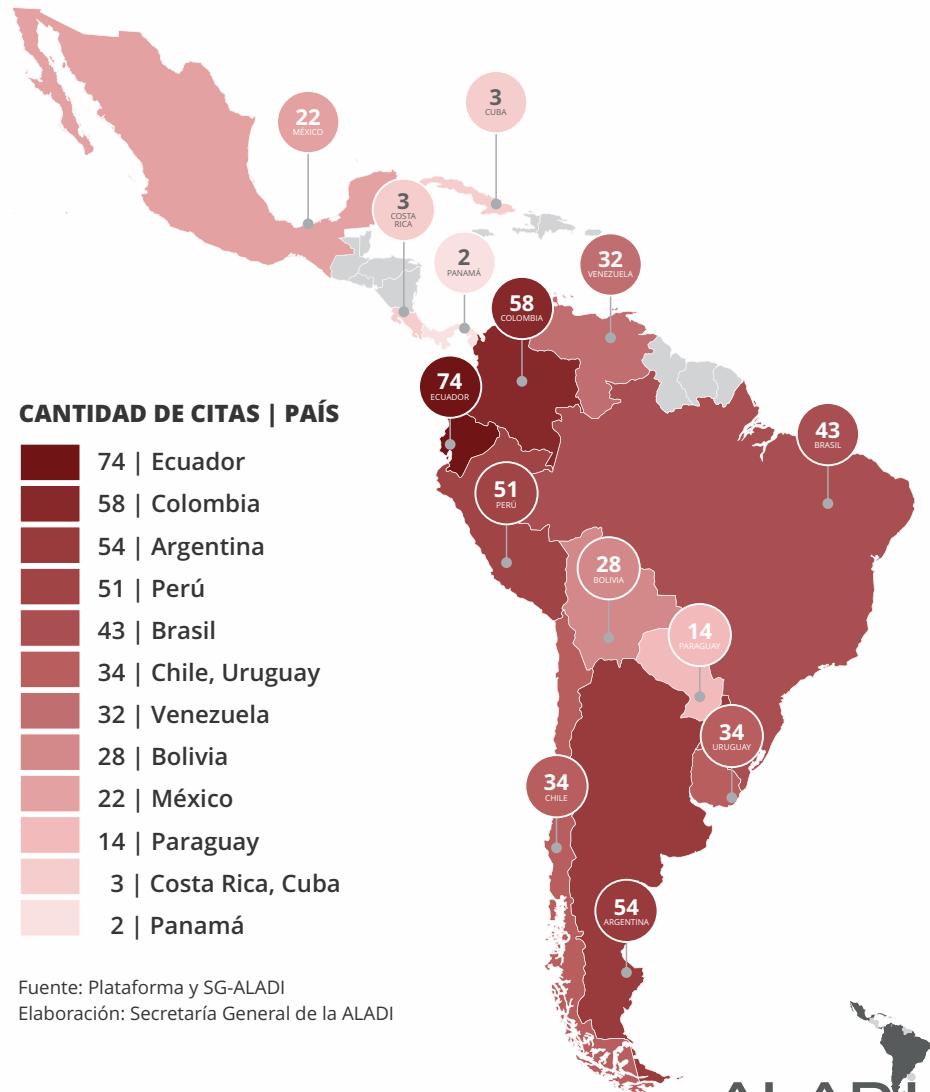 22
MÉXICO
3
CUBA
3
COSTA
RICA
2
PANAMÁ
32
VENEZUELA
58
COLOMBIA
74
ECUADOR
43
BRASIL
51
PERÚ
28
BOLIVIA
14
PARAGUAY
34
URUGUAY
34
CHILE
54
ARGENTINA
CANTIDAD DE CITAS | PAÍS
74 | Ecuador
58 | Colombia
54 | Argentina
51 | Perú
43 | Brasil
34 | Chile, Uruguay
32 | Venezuela
28 | Bolivia
22 | México
14 | Paraguay
3 | Costa Rica, Cuba
2 | Panamá
Fuente: Plataforma y SG-ALADI
Elaboración: Secretaría General de la ALADI
ALADI